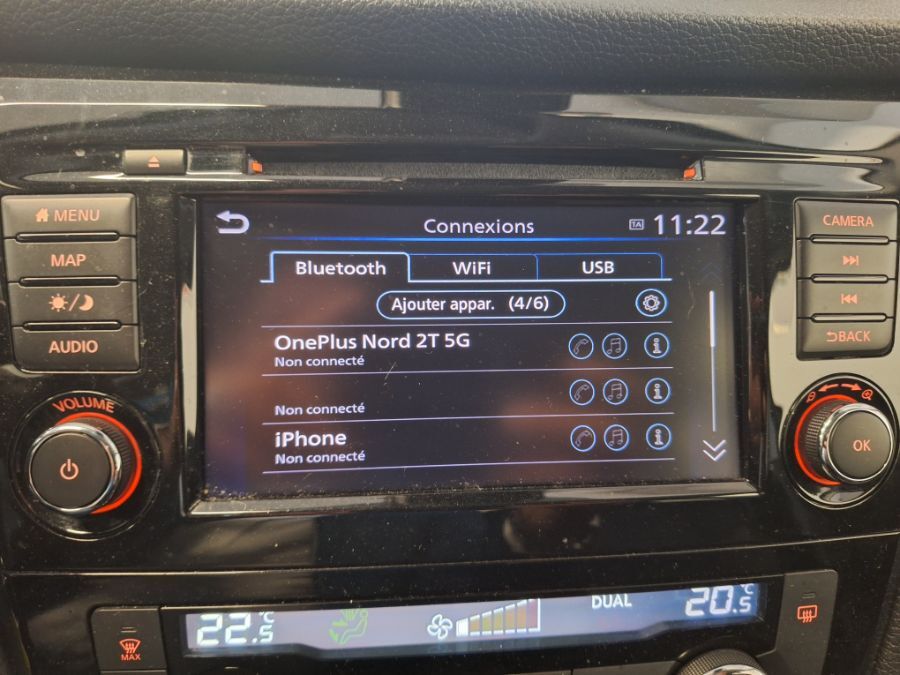 MENU
MAP
AUDIO
VOLUME
Connexions
1A
11:22
Bluetooth
WiFi
USB
Ajouter appar. (4/6)
OnePlus Nord 2T 5G
Non connecté
Non connecté
iPhone
Non connecté
CAMERA
BACK
OK
22.5°C
DUAL
20.5°C
MAX